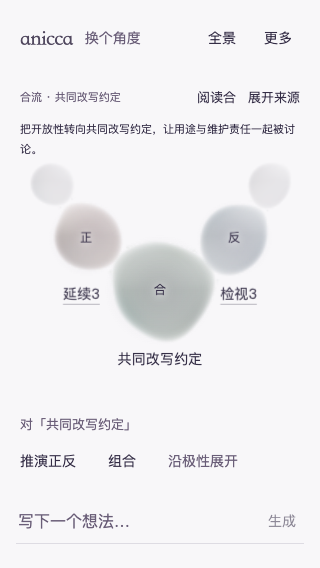 anicca 换个角度 全景 更多
合流 · 共同改写约定 阅读合 展开来源
把开放性转向共同改写约定，让用途与维护责任一起被讨
论。
正 反
合
延续3 检视3
共同改写约定
对「共同改写约定」
推演正反 组合 沿极性展开
写下一个想法… 生成